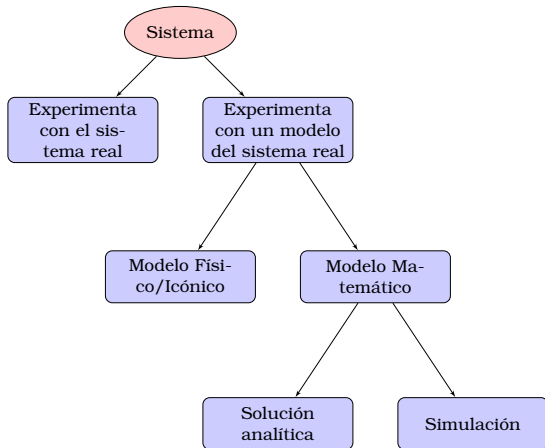 Sistema
Experimenta
con el sis-
tema real
Experimenta
con un modelo
del sistema real
Modelo Físi-
co/Icónico
Modelo Ma-
temático
Solución
analítica
Simulación